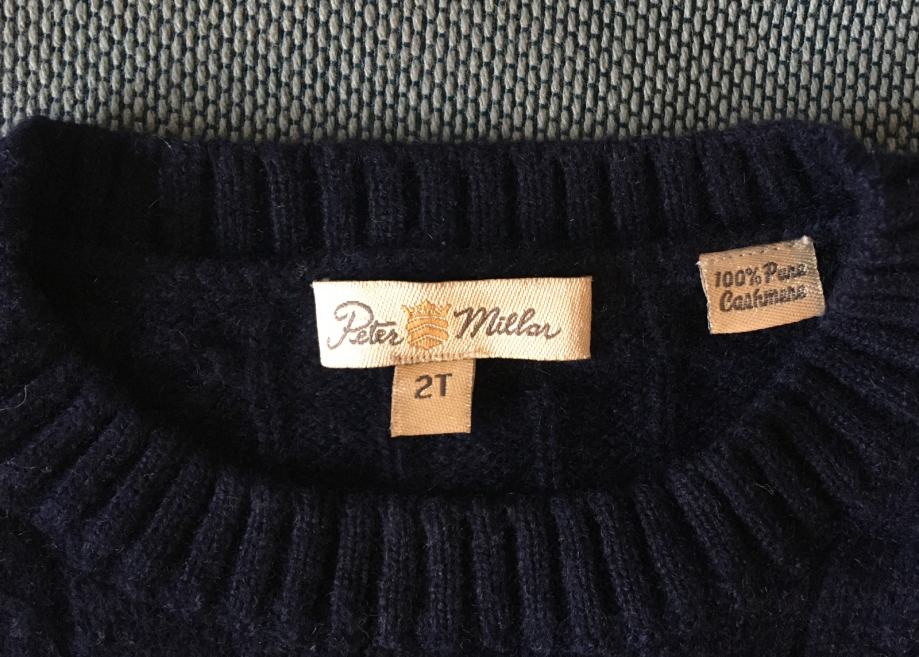 Peter Millar
2T
100% Pure
Cashmere